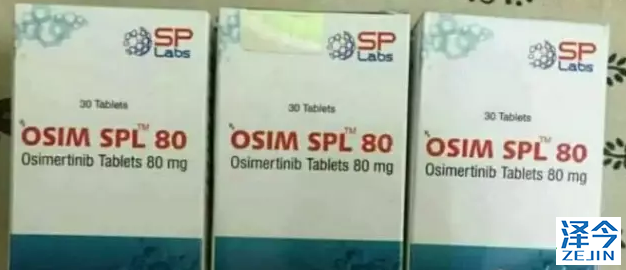 SP
Labs
30 Tablets
OSIM SPL™ 80
Osimertinib Tablets 80 mg
SP
Labs
30 Tablets
OSIM SPL™ 80
Osimertinib Tablets 80 mg
SP
Labs
30 Tablets
OSIM SPL™ 80
Osimertinib Tablets 80 mg
泽今
ZEJIN